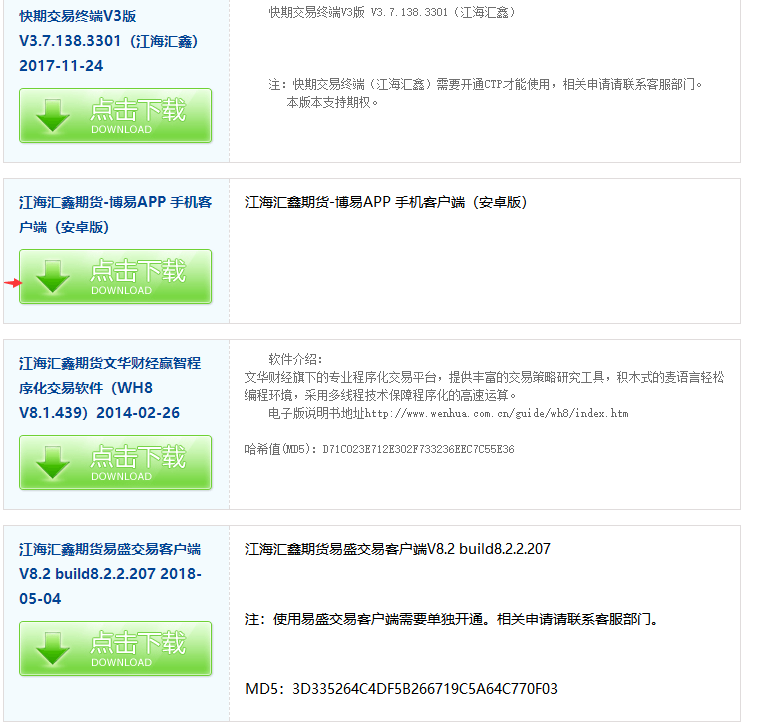 快期交易终端V3版
V3.7.138.3301（江海汇鑫）
2017-11-24
点击下载
DOWNLOAD
快期交易终端V3版 V3.7.138.3301（江海汇鑫）
注：快期交易终端（江海汇鑫）需要开通CTP才能使用，相关申请请联系客服部门。
本版本支持期权。
江海汇鑫期货-博易APP 手机客
户端（安卓版）
点击下载
DOWNLOAD
江海汇鑫期货-博易APP 手机客户端（安卓版）
江海汇鑫期货文华财经赢智程
序化交易软件（WH8
V8.1.439）2014-02-26
点击下载
DOWNLOAD
软件介绍：
文华财经旗下的专业程序化交易平台，提供丰富的交易策略研究工具，积木式的麦语言轻松
编程环境，采用多线程技术保障程序化的高速运算。
电子版说明书地址http://www.wenhua.com.cn/guide/wh8/index.htm
哈希值(MD5)：D71C023E712E302F733236EEC7C55E36
江海汇鑫期货易盛交易客户端
V8.2 build8.2.2.207 2018-
05-04
点击下载
DOWNLOAD
江海汇鑫期货易盛交易客户端V8.2 build8.2.2.207
注：使用易盛交易客户端需要单独开通。相关申请请联系客服部门。
MD5：3D335264C4DF5B266719C5A64C770F03